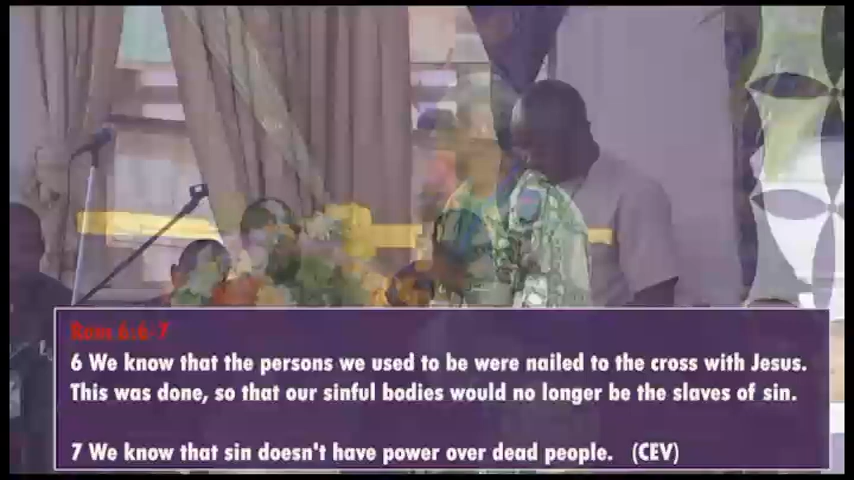 Rom 6:6-7
6 We know that the persons we used to be were nailed to the cross with Jesus.
This was done, so that our sinful bodies would no longer be the slaves of sin.
7 We know that sin doesn't have power over dead people. (CEV)